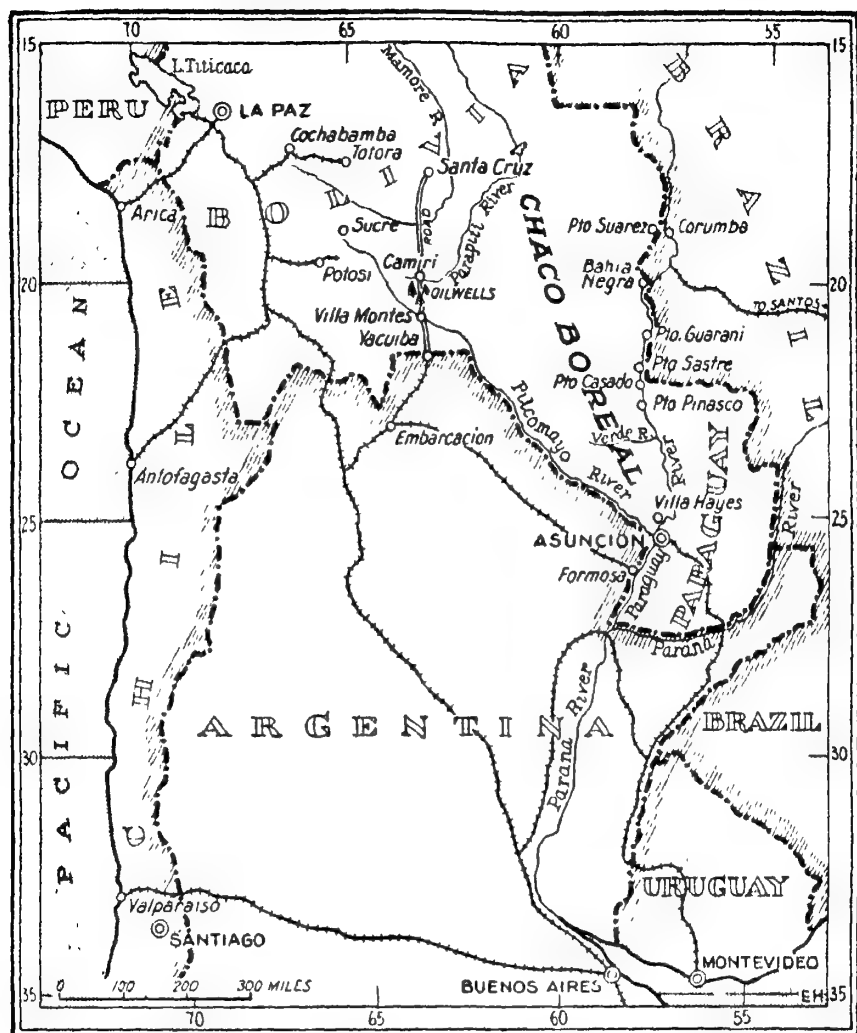 70 65 60 55
15 15
L.Titicaca
PERU
LA PAZ
Mamore R.
BRAZIL
Cochabamba
Totora
Santa Cruz
BOLIVIA
Arica
Sucre
ROAD
Parapiti River
CHACO BOREAL
Pto Suarez
Corumba
Camiri
Potosi
Bahia
Negra
20 20
OILWELLS
TO SANTOS
Villa Montes
Yacuiba
Pto. Guarani
Pto Sastre
Pto Casado
Pto Pinasco
Pilcomayo
River
Verde R.
River
Embarcacion
Antofagasta
PACIFIC OCEAN
CHILE
Villa Hayes
PARAGUAY
River
25 25
ASUNCION
Formosa
Paraguay
Parana
ARGENTINA
Parana River
BRAZIL
30 30
URUGUAY
Valparaiso
SANTIAGO
0 100 200 300 MILES
BUENOS AIRES
MONTEVIDEO
EH
35 35
70 65 60 55